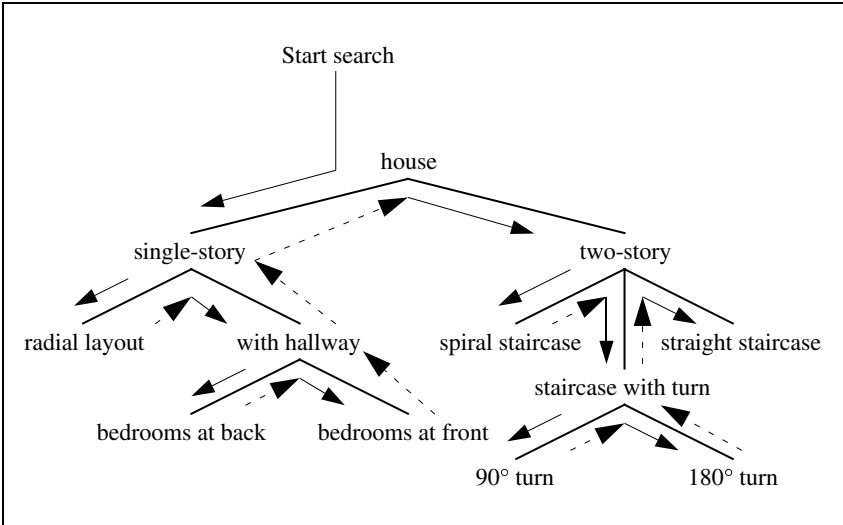 Start search
house
single-story
two-story
radial layout
with hallway
spiral staircase
straight staircase
staircase with turn
bedrooms at back
bedrooms at front
90° turn
180° turn